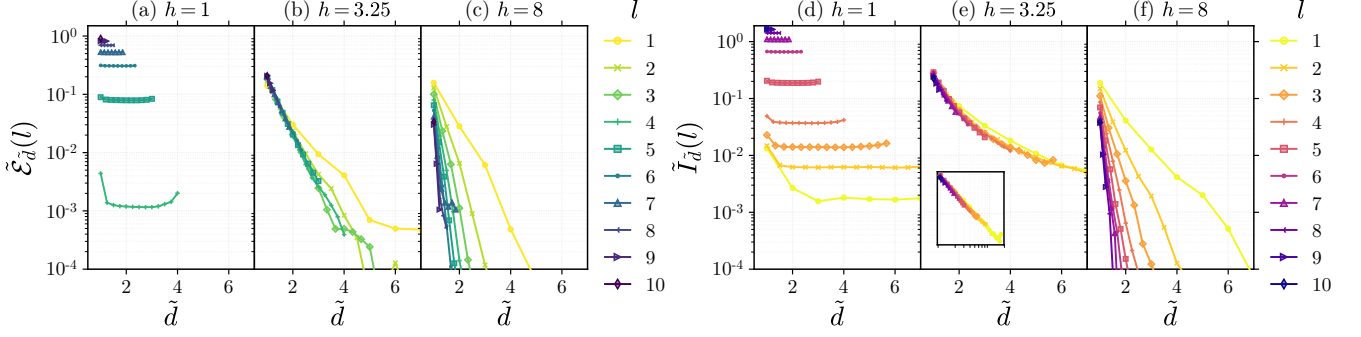 (a) h = 1
(b) h = 3.25
(c) h = 8
l
(d) h = 1
(e) h = 3.25
(f) h = 8
l
10⁰
10⁻¹
10⁻²
10⁻³
10⁻⁴
ℰ̃_d̃(l)
2 4 6
2 4 6
2 4 6
d̃
d̃
d̃
1
2
3
4
5
6
7
8
9
10
10⁰
10⁻¹
10⁻²
10⁻³
10⁻⁴
Ĩ_d̃(l)
2 4 6
2 4 6
2 4 6
d̃
d̃
d̃
1
2
3
4
5
6
7
8
9
10